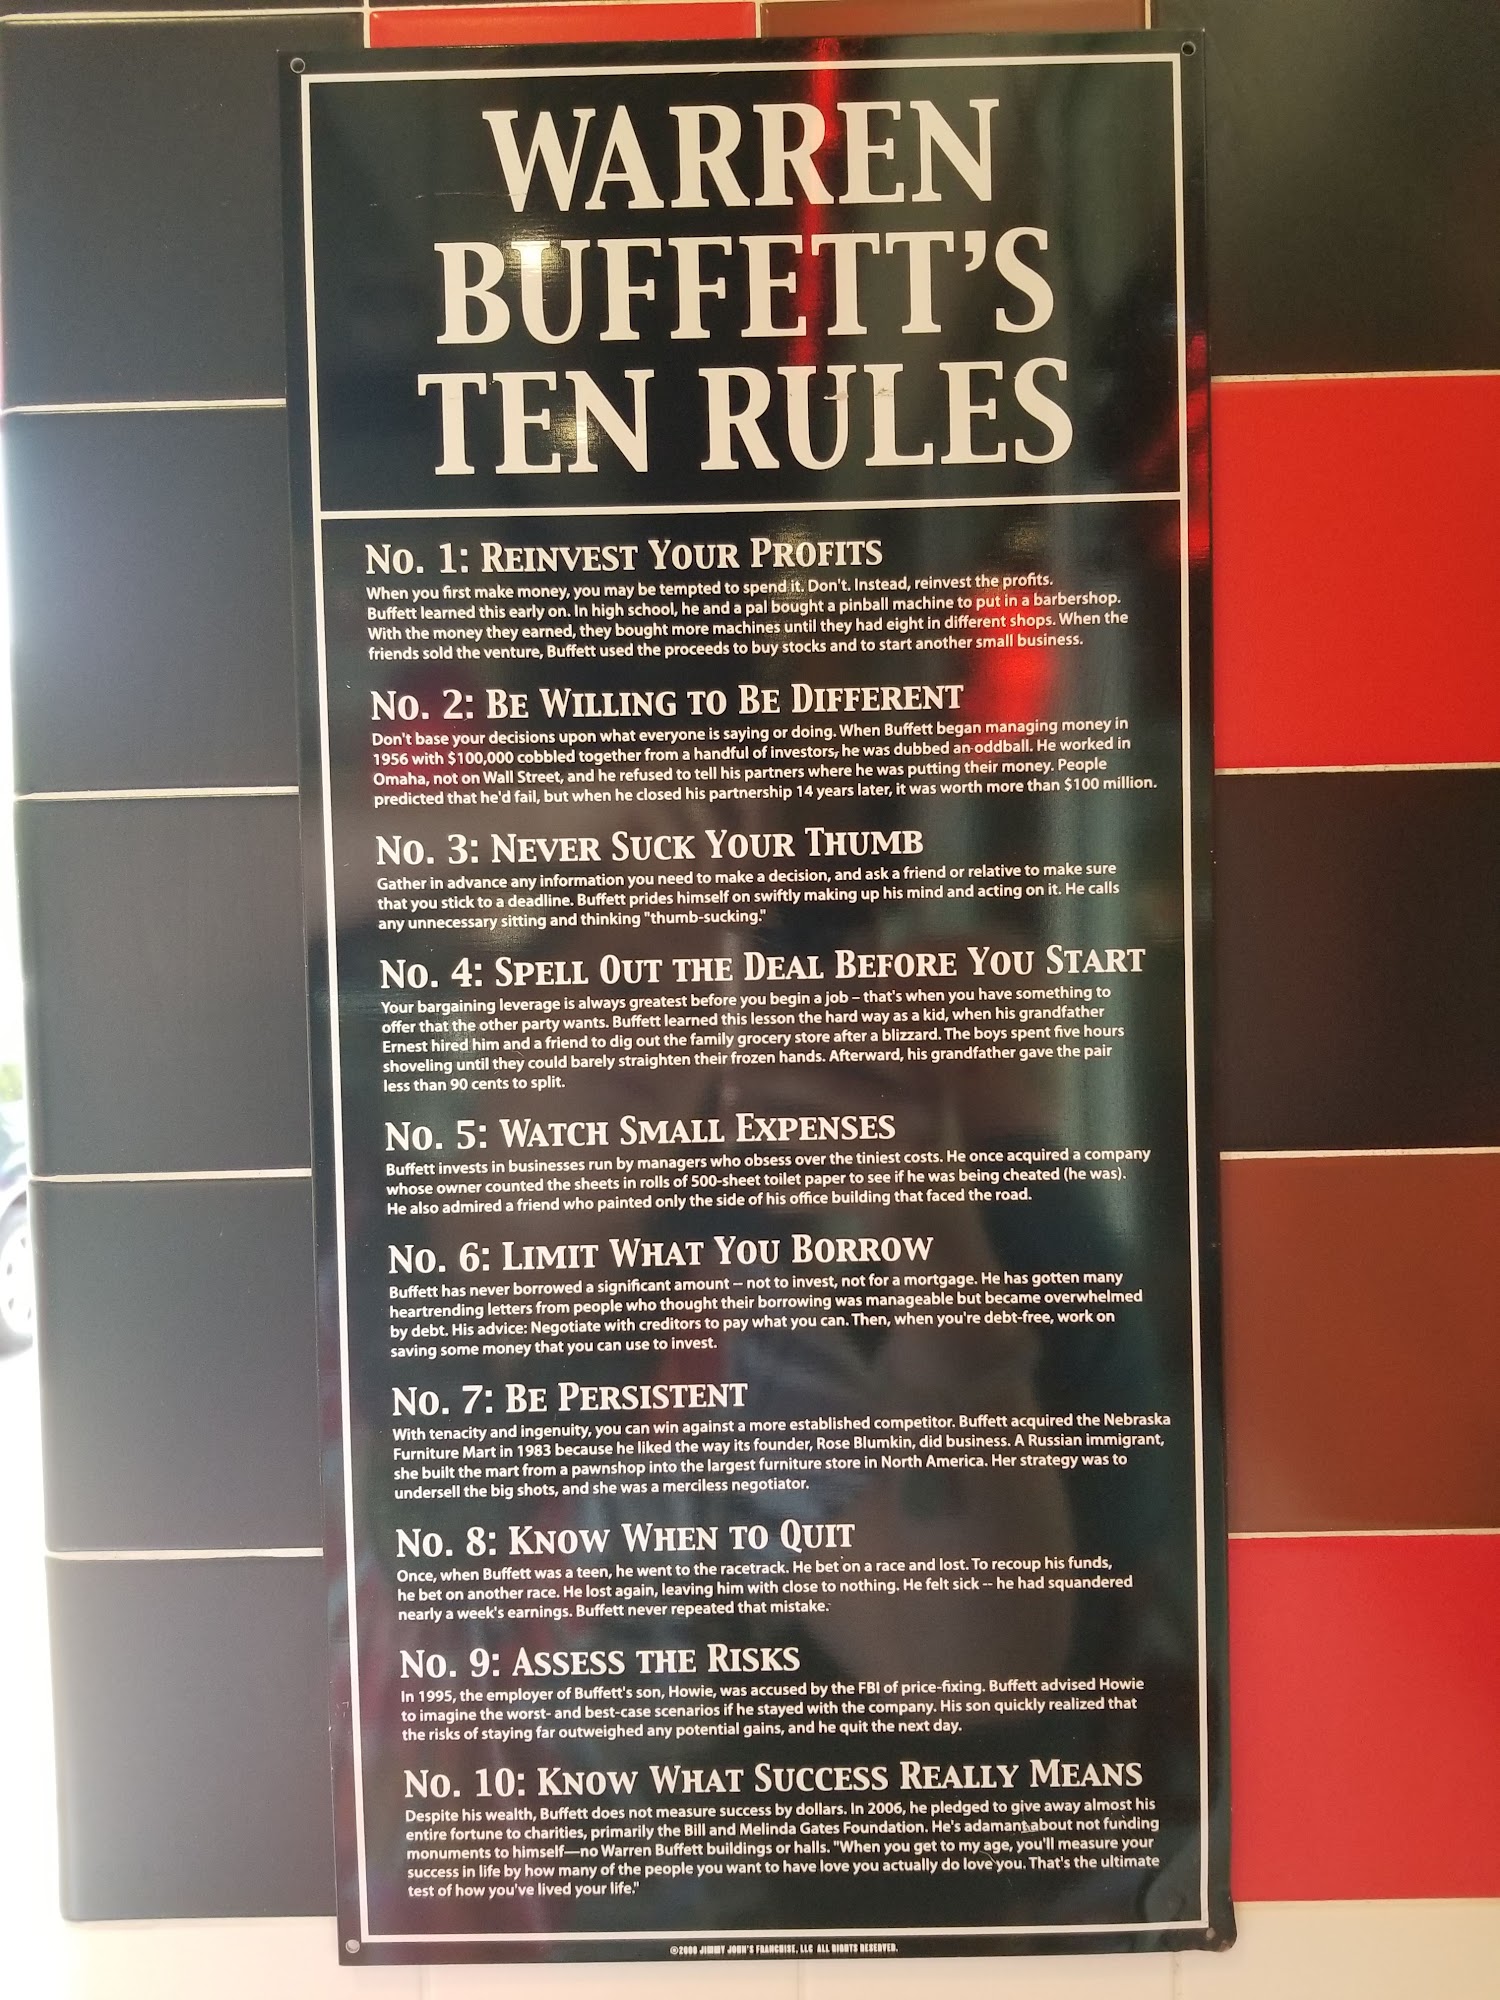 WARREN
BUFFETT'S
TEN RULES
No. 1: Reinvest Your Profits
When you first make money, you may be tempted to spend it. Don't. Instead, reinvest the profits.
Buffett learned this early on. In high school, he and a pal bought a pinball machine to put in a barbershop.
With the money they earned, they bought more machines until they had eight in different shops. When the
friends sold the venture, Buffett used the proceeds to buy stocks and to start another small business.
No. 2: Be Willing to Be Different
Don't base your decisions upon what everyone is saying or doing. When Buffett began managing money in
1956 with $100,000 cobbled together from a handful of investors, he was dubbed an oddball. He worked in
Omaha, not on Wall Street, and he refused to tell his partners where he was putting their money. People
predicted that he'd fail, but when he closed his partnership 14 years later, it was worth more than $100 million.
No. 3: Never Suck Your Thumb
Gather in advance any information you need to make a decision, and ask a friend or relative to make sure
that you stick to a deadline. Buffett prides himself on swiftly making up his mind and acting on it. He calls
any unnecessary sitting and thinking "thumb-sucking."
No. 4: Spell Out the Deal Before You Start
Your bargaining leverage is always greatest before you begin a job – that's when you have something to
offer that the other party wants. Buffett learned this lesson the hard way as a kid, when his grandfather
Ernest hired him and a friend to dig out the family grocery store after a blizzard. The boys spent five hours
shoveling until they could barely straighten their frozen hands. Afterward, his grandfather gave the pair
less than 90 cents to split.
No. 5: Watch Small Expenses
Buffett invests in businesses run by managers who obsess over the tiniest costs. He once acquired a company
whose owner counted the sheets in rolls of 500-sheet toilet paper to see if he was being cheated (he was).
He also admired a friend who painted only the side of his office building that faced the road.
No. 6: Limit What You Borrow
Buffett has never borrowed a significant amount -- not to invest, not for a mortgage. He has gotten many
heartrending letters from people who thought their borrowing was manageable but became overwhelmed
by debt. His advice: Negotiate with creditors to pay what you can. Then, when you're debt-free, work on
saving some money that you can use to invest.
No. 7: Be Persistent
With tenacity and ingenuity, you can win against a more established competitor. Buffett acquired the Nebraska
Furniture Mart in 1983 because he liked the way its founder, Rose Blumkin, did business. A Russian immigrant,
she built the mart from a pawnshop into the largest furniture store in North America. Her strategy was to
undersell the big shots, and she was a merciless negotiator.
No. 8: Know When to Quit
Once, when Buffett was a teen, he went to the racetrack. He bet on a race and lost. To recoup his funds,
he bet on another race. He lost again, leaving him with close to nothing. He felt sick -- he had squandered
nearly a week's earnings. Buffett never repeated that mistake.
No. 9: Assess the Risks
In 1995, the employer of Buffett's son, Howie, was accused by the FBI of price-fixing. Buffett advised Howie
to imagine the worst- and best-case scenarios if he stayed with the company. His son quickly realized that
the risks of staying far outweighed any potential gains, and he quit the next day.
No. 10: Know What Success Really Means
Despite his wealth, Buffett does not measure success by dollars. In 2006, he pledged to give away almost his
entire fortune to charities, primarily the Bill and Melinda Gates Foundation. He's adamant about not funding
monuments to himself—no Warren Buffett buildings or halls. "When you get to my age, you'll measure your
success in life by how many of the people you want to have love you actually do love you. That's the ultimate
test of how you've lived your life."
JIMMY JOHN'S FRANCHISE, LLC ALL RIGHTS RESERVED.